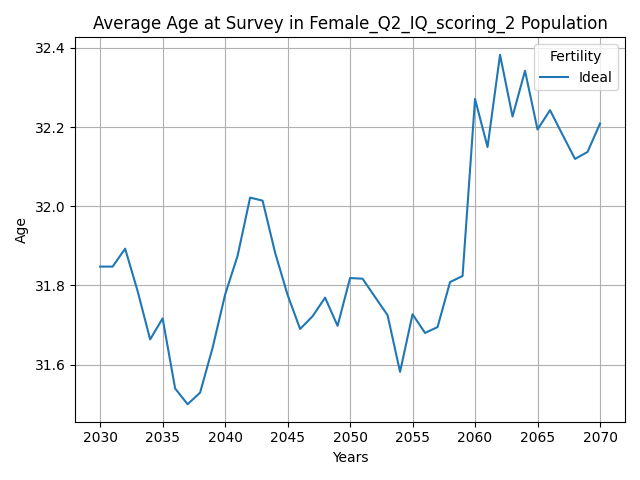 Average Age at Survey in Female_Q2_IQ_scoring_2 Population
Fertility
Ideal
32.4
32.2
32.0
31.8
31.6
Age
2030 2035 2040 2045 2050 2055 2060 2065 2070
Years